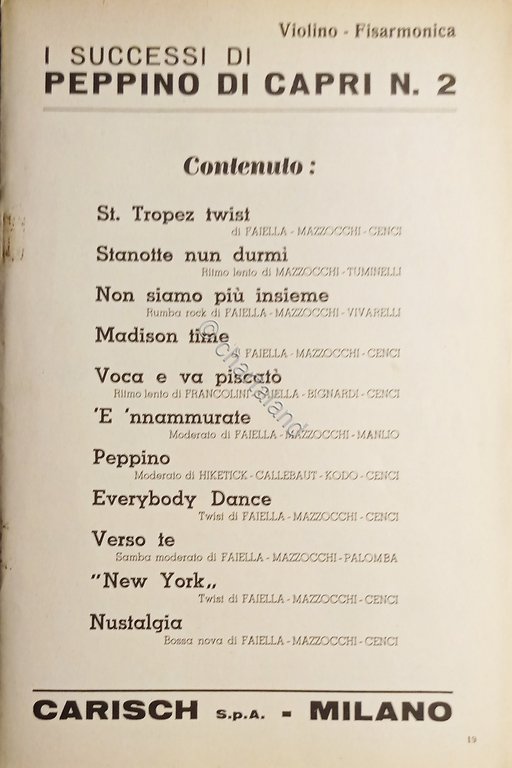 Violino - Fisarmonica
I SUCCESSI DI
PEPPINO DI CAPRI N. 2
Contenuto :
St. Tropez twist
di FAIELLA - MAZZOCCHI - CENCI
Stanotte nun durmì
Ritmo lento di MAZZOCCHI - TUMINELLI
Non siamo più insieme
Rumba rock di FAIELLA - MAZZOCCHI - VIVARELLI
Madison time
FAIELLA - MAZZOCCHI - CENCI
Voca e va piscatò
Ritmo lento di FRANCOLINI - FAIELLA - BIGNARDI - CENCI
'E 'nnammurate
Moderato di FAIELLA - MAZZOCCHI - MANLIO
Peppino
Moderato di HIKETICK - CALLEBAUT - KODO - CENCI
Everybody Dance
Twist di FAIELLA - MAZZOCCHI - CENCI
Verso te
Samba moderato di FAIELLA - MAZZOCCHI - PALOMBA
"New York„
Twist di FAIELLA - MAZZOCCHI - CENCI
Nustalgia
Bossa nova di FAIELLA - MAZZOCCHI - CENCI
CARISCH S.p.A. - MILANO
19
© chartaland